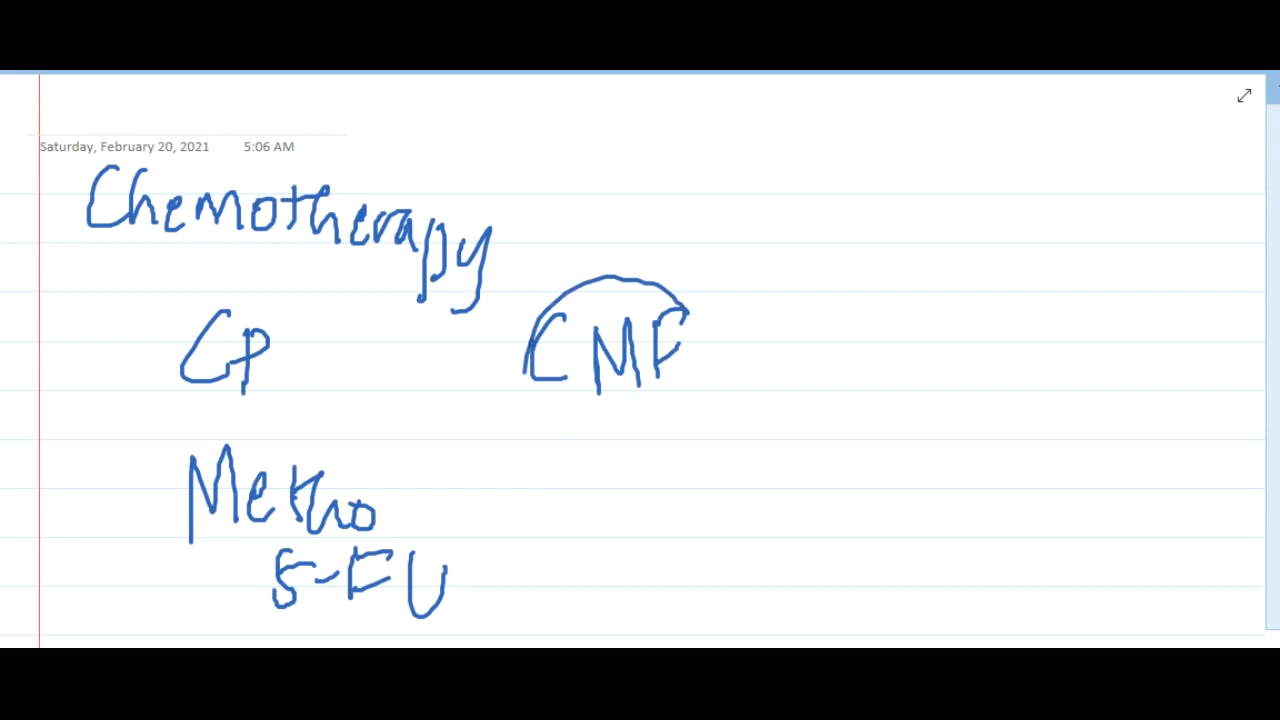 Saturday, February 20, 2021 5:06 AM
Chemotherapy
CP CMF
Metho
5-FU